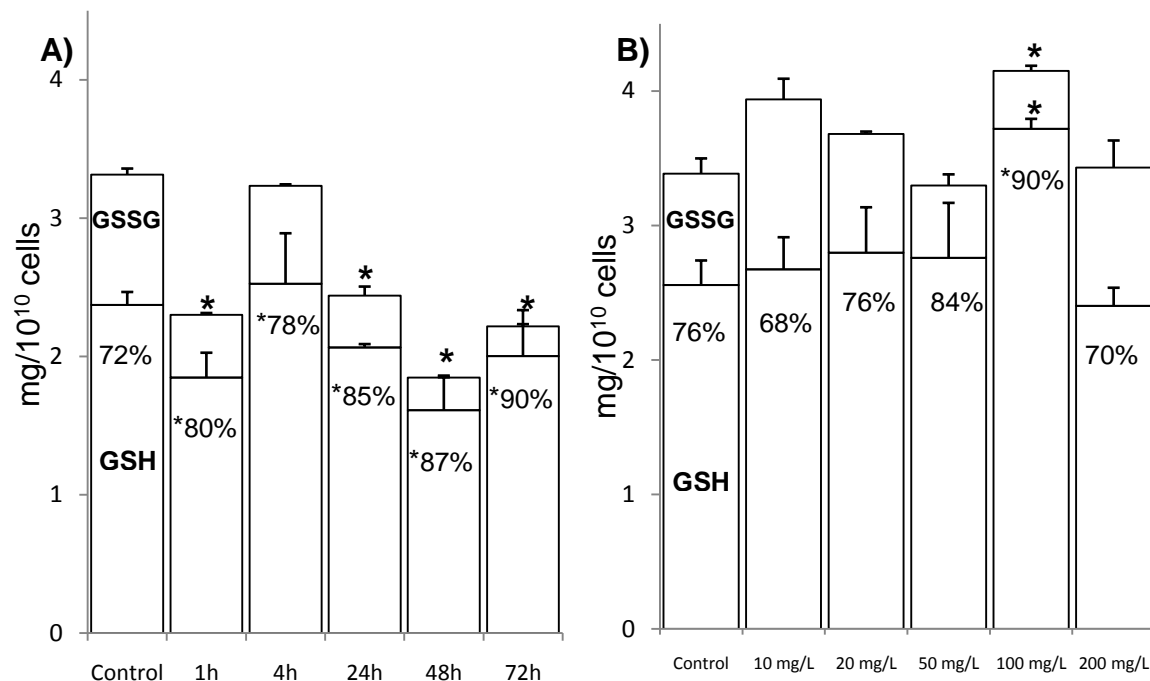 A)
mg/10¹⁰ cells
4
3
2
1
0
GSSG
GSH
72%
*
*80%
*78%
*
*85%
*
*87%
*
*90%
Control 1h 4h 24h 48h 72h
B)
mg/10¹⁰ cells
4
3
2
1
0
GSSG
GSH
76%
68%
76%
84%
*
*
*90%
70%
Control 10 mg/L 20 mg/L 50 mg/L 100 mg/L 200 mg/L